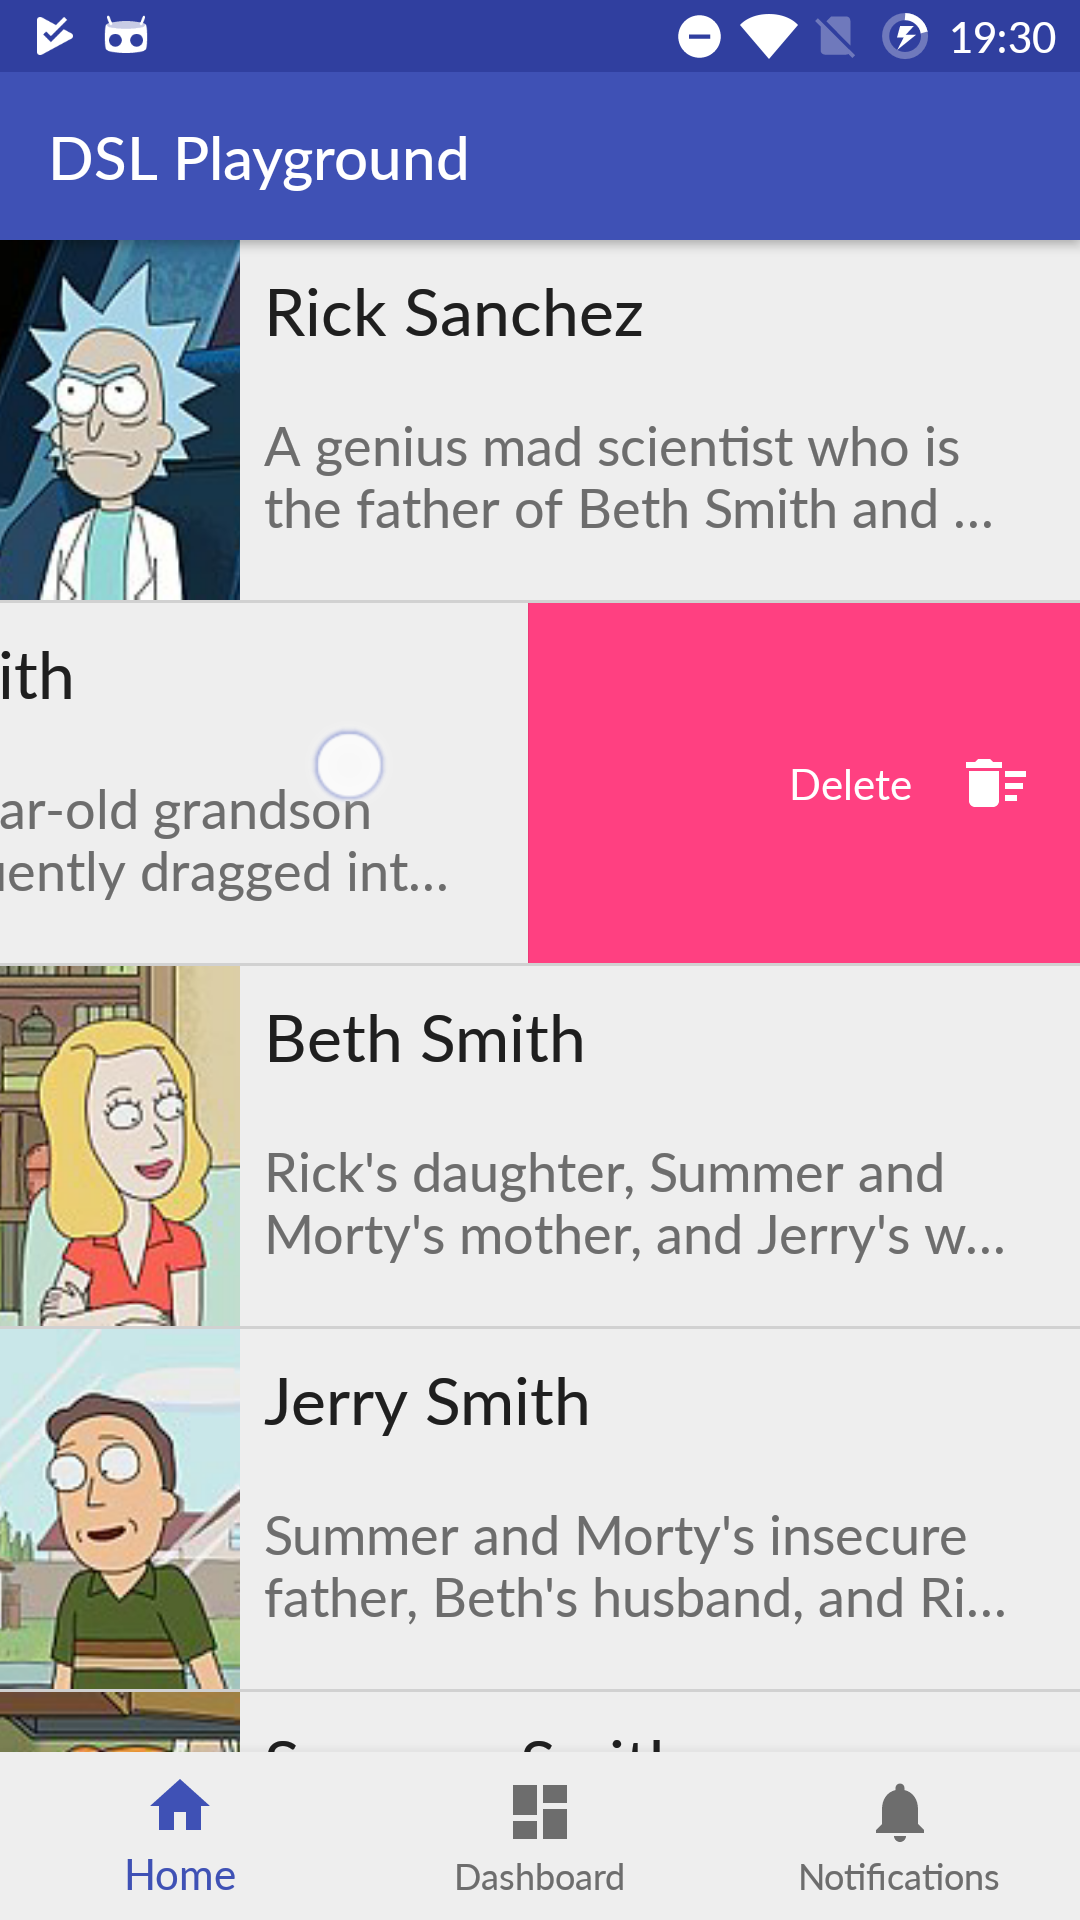 19:30
DSL Playground
Rick Sanchez
A genius mad scientist who is
the father of Beth Smith and ...
ith
ar-old grandson
uently dragged int...
Delete
Beth Smith
Rick's daughter, Summer and
Morty's mother, and Jerry's w...
Jerry Smith
Summer and Morty's insecure
father, Beth's husband, and Ri...
Smith
Home
Dashboard
Notifications